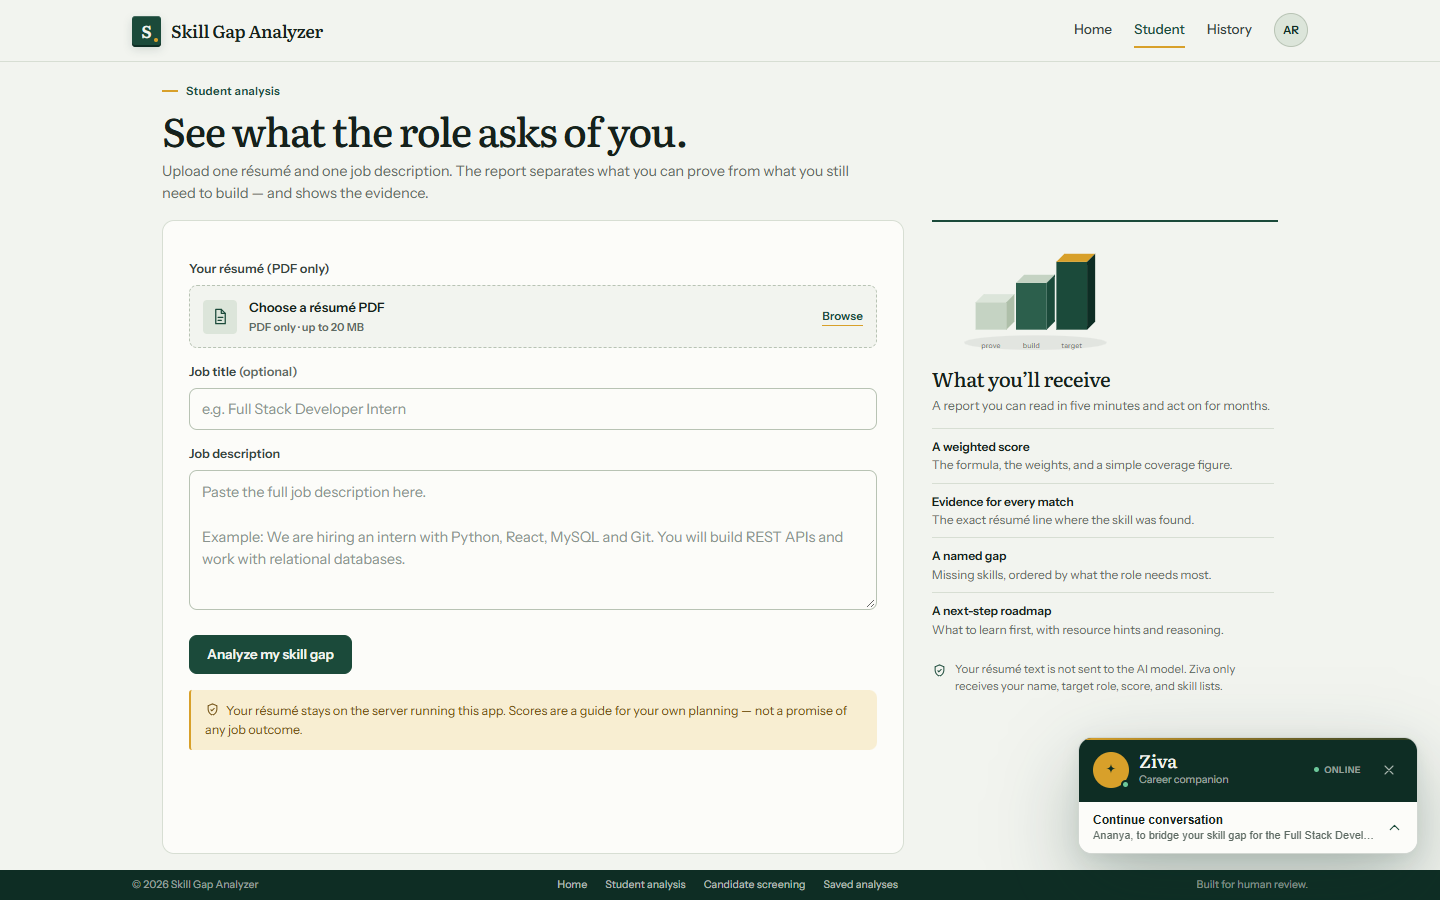 S.
Skill Gap Analyzer
Home
Student
History
AR
Student analysis
See what the role asks of you.
Upload one résumé and one job description. The report separates what you can prove from what you still
need to build — and shows the evidence.
Your résumé (PDF only)
Choose a résumé PDF
PDF only · up to 20 MB
Browse
Job title (optional)
e.g. Full Stack Developer Intern
Job description
Paste the full job description here.
Example: We are hiring an intern with Python, React, MySQL and Git. You will build REST APIs and
work with relational databases.
Analyze my skill gap
Your résumé stays on the server running this app. Scores are a guide for your own planning — not a promise of
any job outcome.
prove
build
target
What you’ll receive
A report you can read in five minutes and act on for months.
A weighted score
The formula, the weights, and a simple coverage figure.
Evidence for every match
The exact résumé line where the skill was found.
A named gap
Missing skills, ordered by what the role needs most.
A next-step roadmap
What to learn first, with resource hints and reasoning.
Your résumé text is not sent to the AI model. Ziva only
receives your name, target role, score, and skill lists.
Ziva
Career companion
ONLINE
Continue conversation
Ananya, to bridge your skill gap for the Full Stack Devel...
© 2026 Skill Gap Analyzer
Home
Student analysis
Candidate screening
Saved analyses
Built for human review.